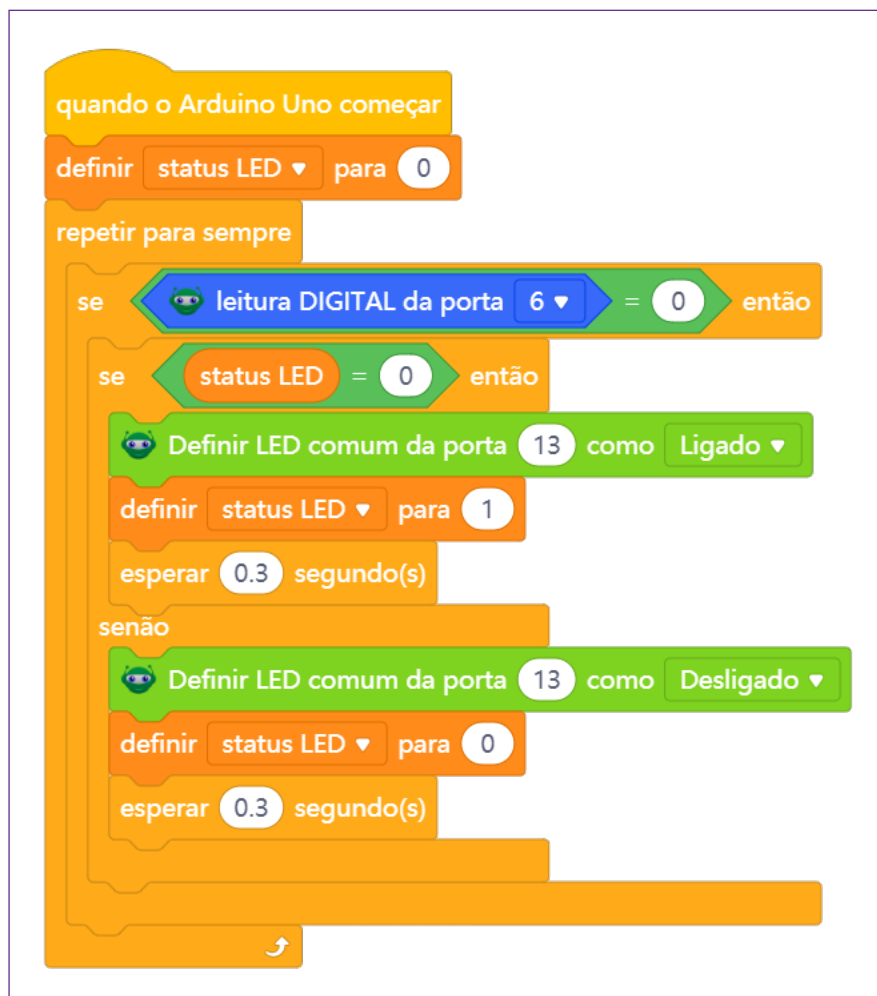 quando o Arduino Uno começar
definir status LED para 0
repetir para sempre
se leitura DIGITAL da porta 6 = 0 então
se status LED = 0 então
Definir LED comum da porta 13 como Ligado
definir status LED para 1
esperar 0.3 segundo(s)
senão
Definir LED comum da porta 13 como Desligado
definir status LED para 0
esperar 0.3 segundo(s)